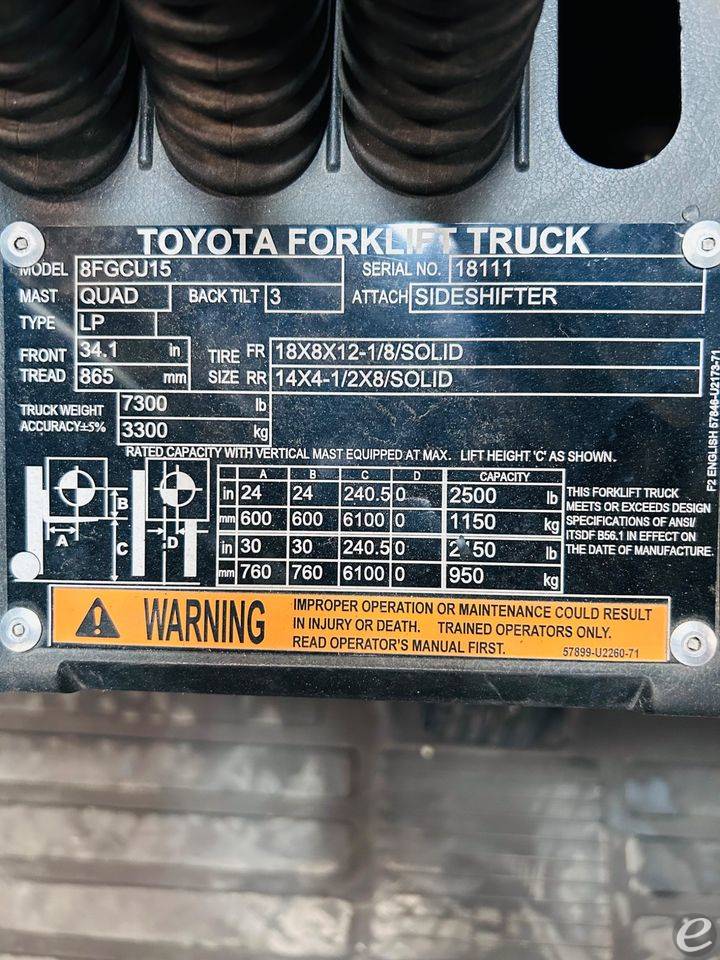 TOYOTA FORKLIFT TRUCK
MODEL 8FGCU15 SERIAL NO. 18111
MAST QUAD BACK TILT 3 ATTACH SIDESHIFTER
TYPE LP
FRONT TREAD 34.1 in TIRE SIZE FR 18X8X12-1/8/SOLID
865 mm RR 14X4-1/2X8/SOLID
TRUCK WEIGHT 7300 lb
ACCURACY±5% 3300 kg
RATED CAPACITY WITH VERTICAL MAST EQUIPPED AT MAX. LIFT HEIGHT 'C' AS SHOWN.
A B C D CAPACITY
in 24 24 240.5 0 2500 lb
mm 600 600 6100 0 1150 kg
in 30 30 240.5 0 2150 lb
mm 760 760 6100 0 950 kg
A B C D
THIS FORKLIFT TRUCK
MEETS OR EXCEEDS DESIGN
SPECIFICATIONS OF ANSI/
ITSDF B56.1 IN EFFECT ON
THE DATE OF MANUFACTURE.
F2 ENGLISH 57846-U2173-71
WARNING
IMPROPER OPERATION OR MAINTENANCE COULD RESULT
IN INJURY OR DEATH. TRAINED OPERATORS ONLY.
READ OPERATOR'S MANUAL FIRST.
57899-U2260-71
e